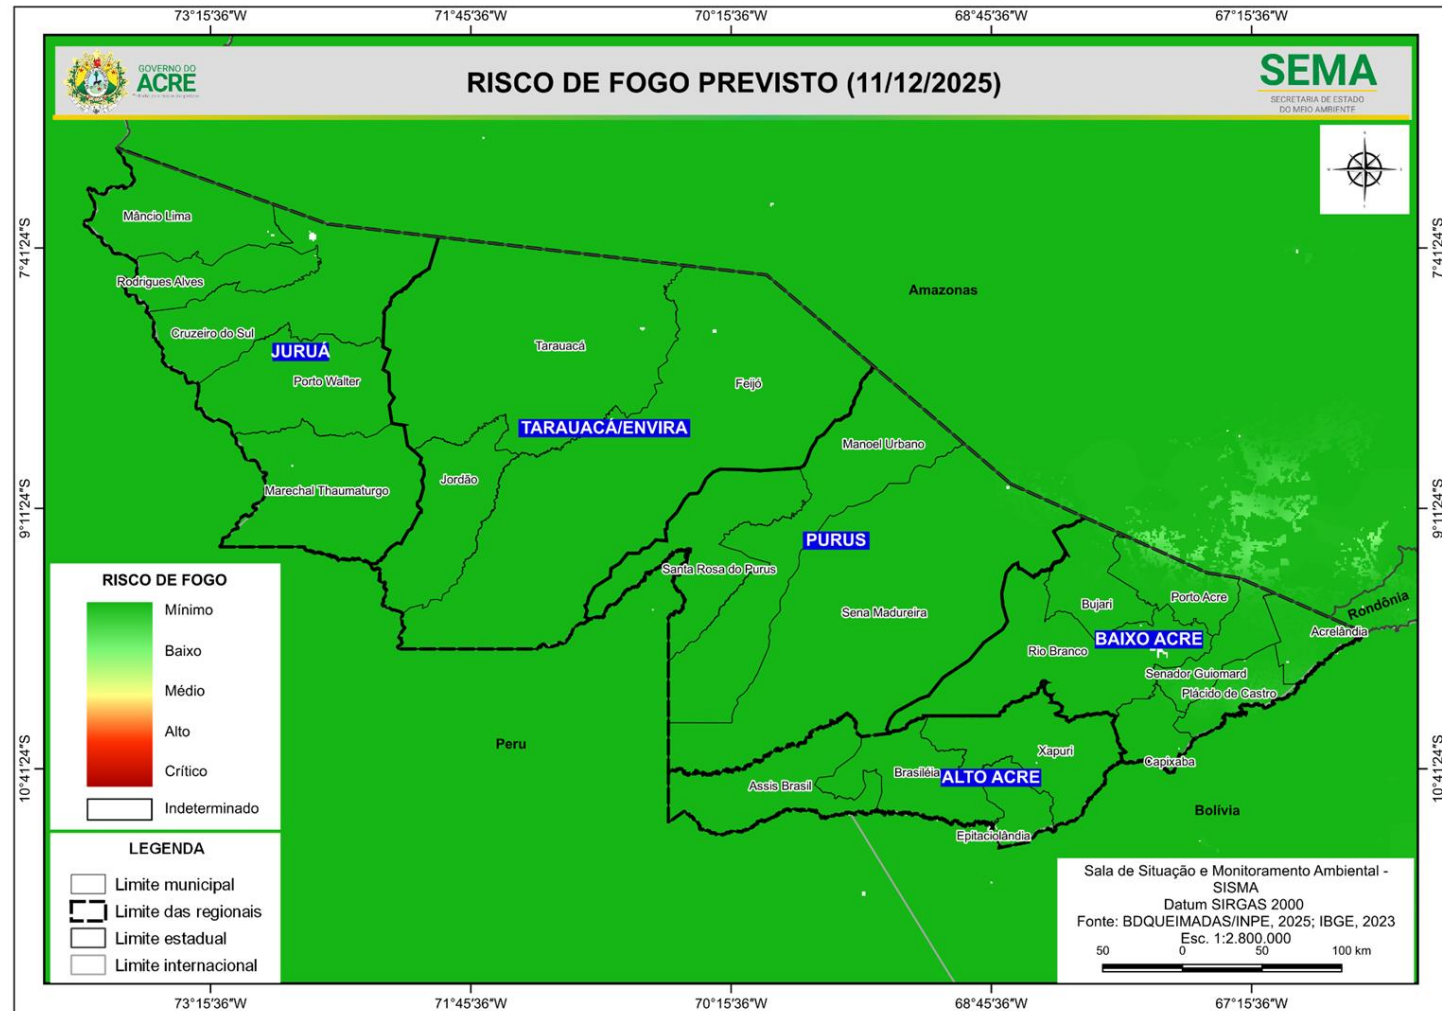 73°15'36"W 71°45'36"W 70°15'36"W 68°45'36"W 67°15'36"W
GOVERNO DO
ACRE
RISCO DE FOGO PREVISTO (11/12/2025)
SEMA
SECRETARIA DE ESTADO
DO MEIO AMBIENTE
7°41'24"S
7°41'24"S
Mâncio Lima
Rodrigues Alves
Cruzeiro do Sul
JURUÁ
Porto Walter
Marechal Thaumaturgo
Tarauacá
Feijó
TARAUACÁ/ENVIRA
Jordão
Amazonas
Manoel Urbano
PURUS
Santa Rosa do Purus
Sena Madureira
9°11'24"S
9°11'24"S
Bujari
Porto Acre
Rondônia
Acrelândia
BAIXO ACRE
Rio Branco
Senador Guiomard
Plácido de Castro
Peru
Xapuri
Capixaba
Brasiléia
ALTO ACRE
Assis Brasil
Epitaciolândia
Bolívia
10°41'24"S
10°41'24"S
RISCO DE FOGO
Mínimo
Baixo
Médio
Alto
Crítico
Indeterminado
LEGENDA
Limite municipal
Limite das regionais
Limite estadual
Limite internacional
Sala de Situação e Monitoramento Ambiental -
SISMA
Datum SIRGAS 2000
Fonte: BDQUEIMADAS/INPE, 2025; IBGE, 2023
Esc. 1:2.800.000
50 0 50 100 km
73°15'36"W 71°45'36"W 70°15'36"W 68°45'36"W 67°15'36"W